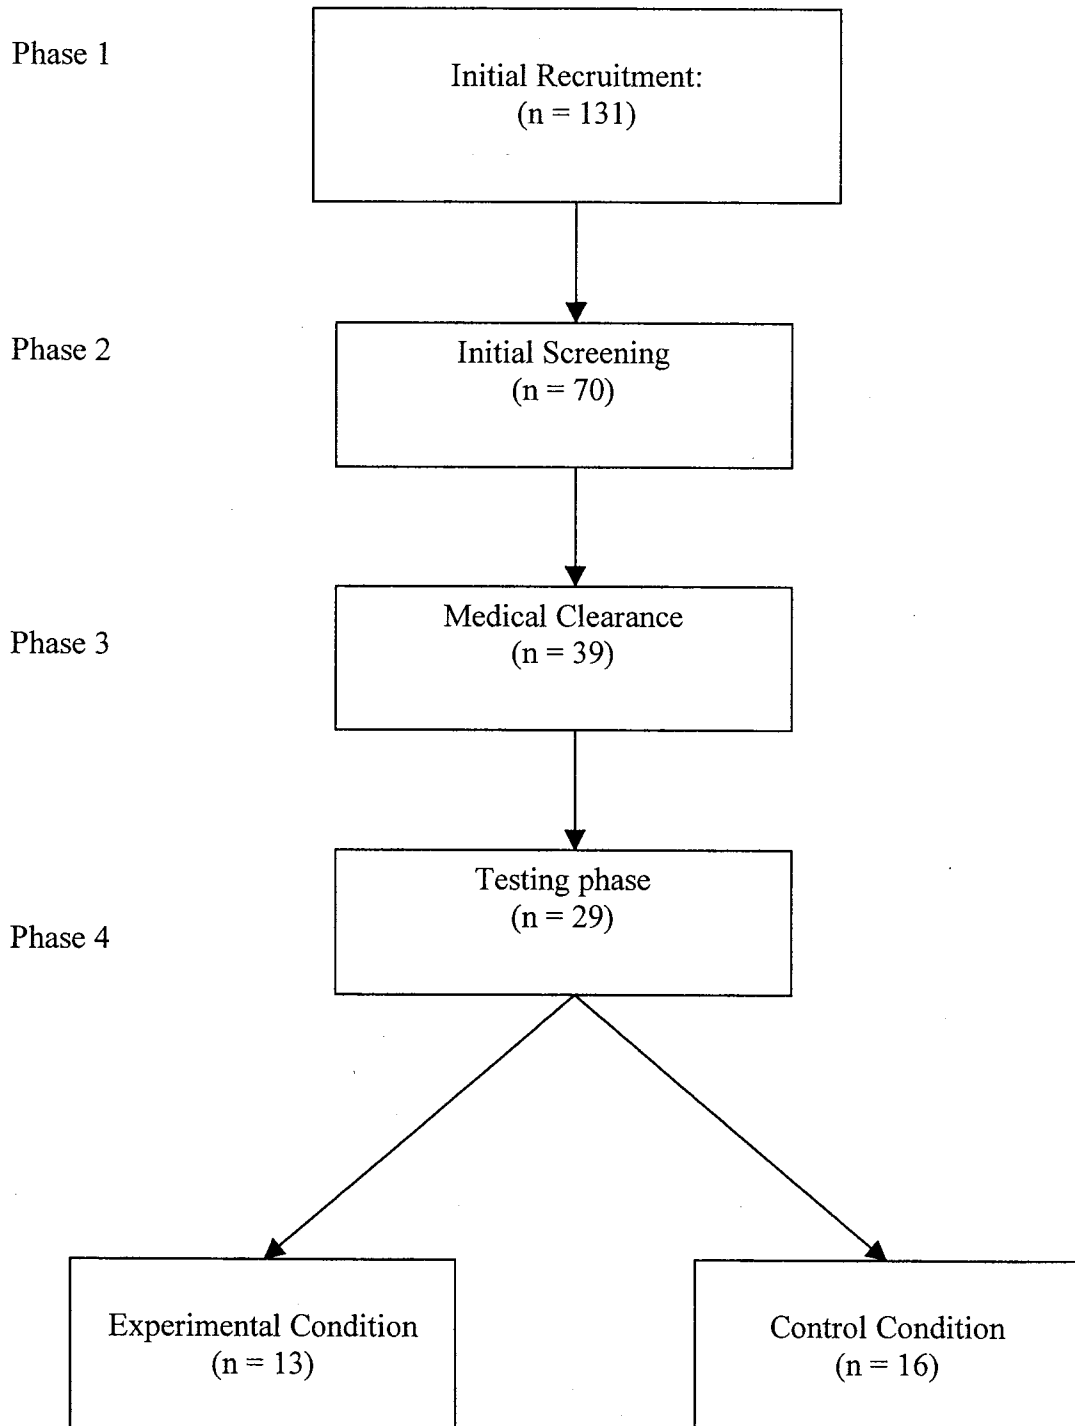 Phase 1
Initial Recruitment:
(n = 131)
Phase 2
Initial Screening
(n = 70)
Phase 3
Medical Clearance
(n = 39)
Phase 4
Testing phase
(n = 29)
Experimental Condition
(n = 13)
Control Condition
(n = 16)